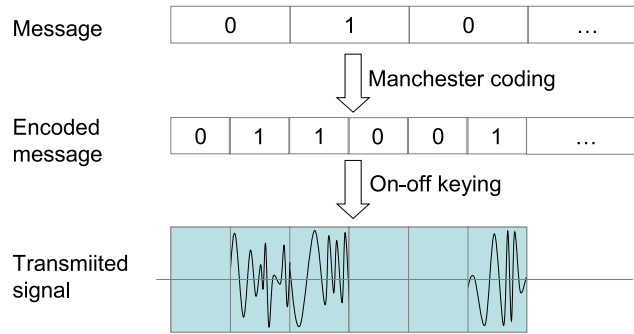 Message 0 1 0 ...
Manchester coding
Encoded
message
0 1 1 0 0 1 ...
On-off keying
Transmiited
signal